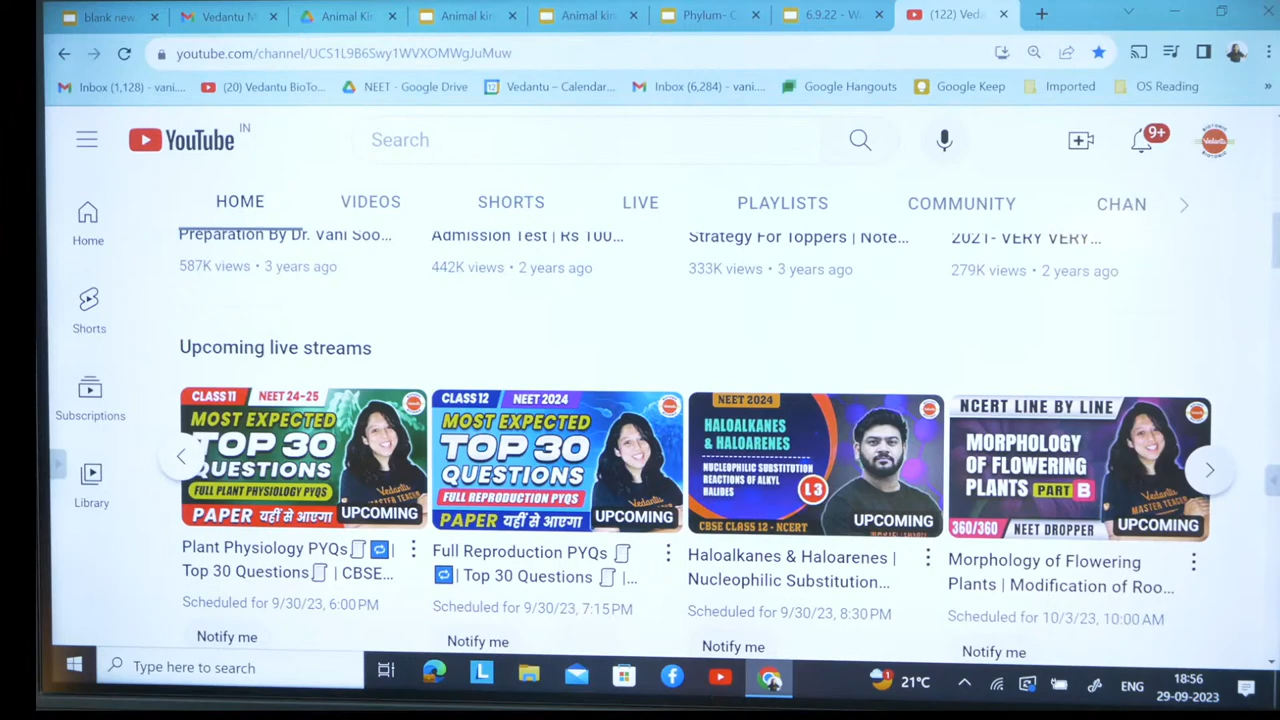 blank new
Vedantu M
Animal Kin
Animal kin
Animal kin
Phylum- C
6.9.22 - W
(122) Veda
youtube.com/channel/UCS1L9B6Swy1WVXOMWgJuMuw
Inbox (1,128) - vani....
(20) Vedantu BioTo...
NEET - Google Drive
Vedantu – Calendar...
Inbox (6,284) - vani....
Google Hangouts
Google Keep
Imported
OS Reading
»
YouTube IN
Search
9+
HOME
VIDEOS
SHORTS
LIVE
PLAYLISTS
COMMUNITY
CHAN
Preparation By Dr. Vani Soo...
587K views • 3 years ago
Admission Test | Rs 100...
442K views • 2 years ago
Strategy For Toppers | Note...
333K views • 3 years ago
2021- VERY VERY...
279K views • 2 years ago
Home
Shorts
Subscriptions
Library
Upcoming live streams
CLASS 11 NEET 24-25
MOST EXPECTED
TOP 30
QUESTIONS
FULL PLANT PHYSIOLOGY PYQS
PAPER यहीं से आएगा
Vedantu
MASTER TEACHER
UPCOMING
Plant Physiology PYQs |
Top 30 Questions | CBSE...
Scheduled for 9/30/23, 6:00 PM
Notify me
CLASS 12 NEET 2024
MOST EXPECTED
TOP 30
QUESTIONS
FULL REPRODUCTION PYQS
PAPER यहीं से आएगा
Vedantu
MASTER TEACHER
UPCOMING
Full Reproduction PYQs
| Top 30 Questions |...
Scheduled for 9/30/23, 7:15 PM
Notify me
NEET 2024
HALOALKANES
& HALOARENES
NUCLEOPHILIC SUBSTITUTION
REACTIONS OF ALKYL
HALIDES
L 3
CBSE CLASS 12 - NCERT
UPCOMING
Haloalkanes & Haloarenes |
Nucleophilic Substitution...
Scheduled for 9/30/23, 8:30 PM
Notify me
NCERT LINE BY LINE
MORPHOLOGY
OF FLOWERING
PLANTS PART B
360/360 NEET DROPPER
Vedantu
MASTER TEACHER
UPCOMING
Morphology of Flowering
Plants | Modification of Roo...
Scheduled for 10/3/23, 10:00 AM
Notify me
Type here to search
L
21°C
ENG
18:56
29-09-2023